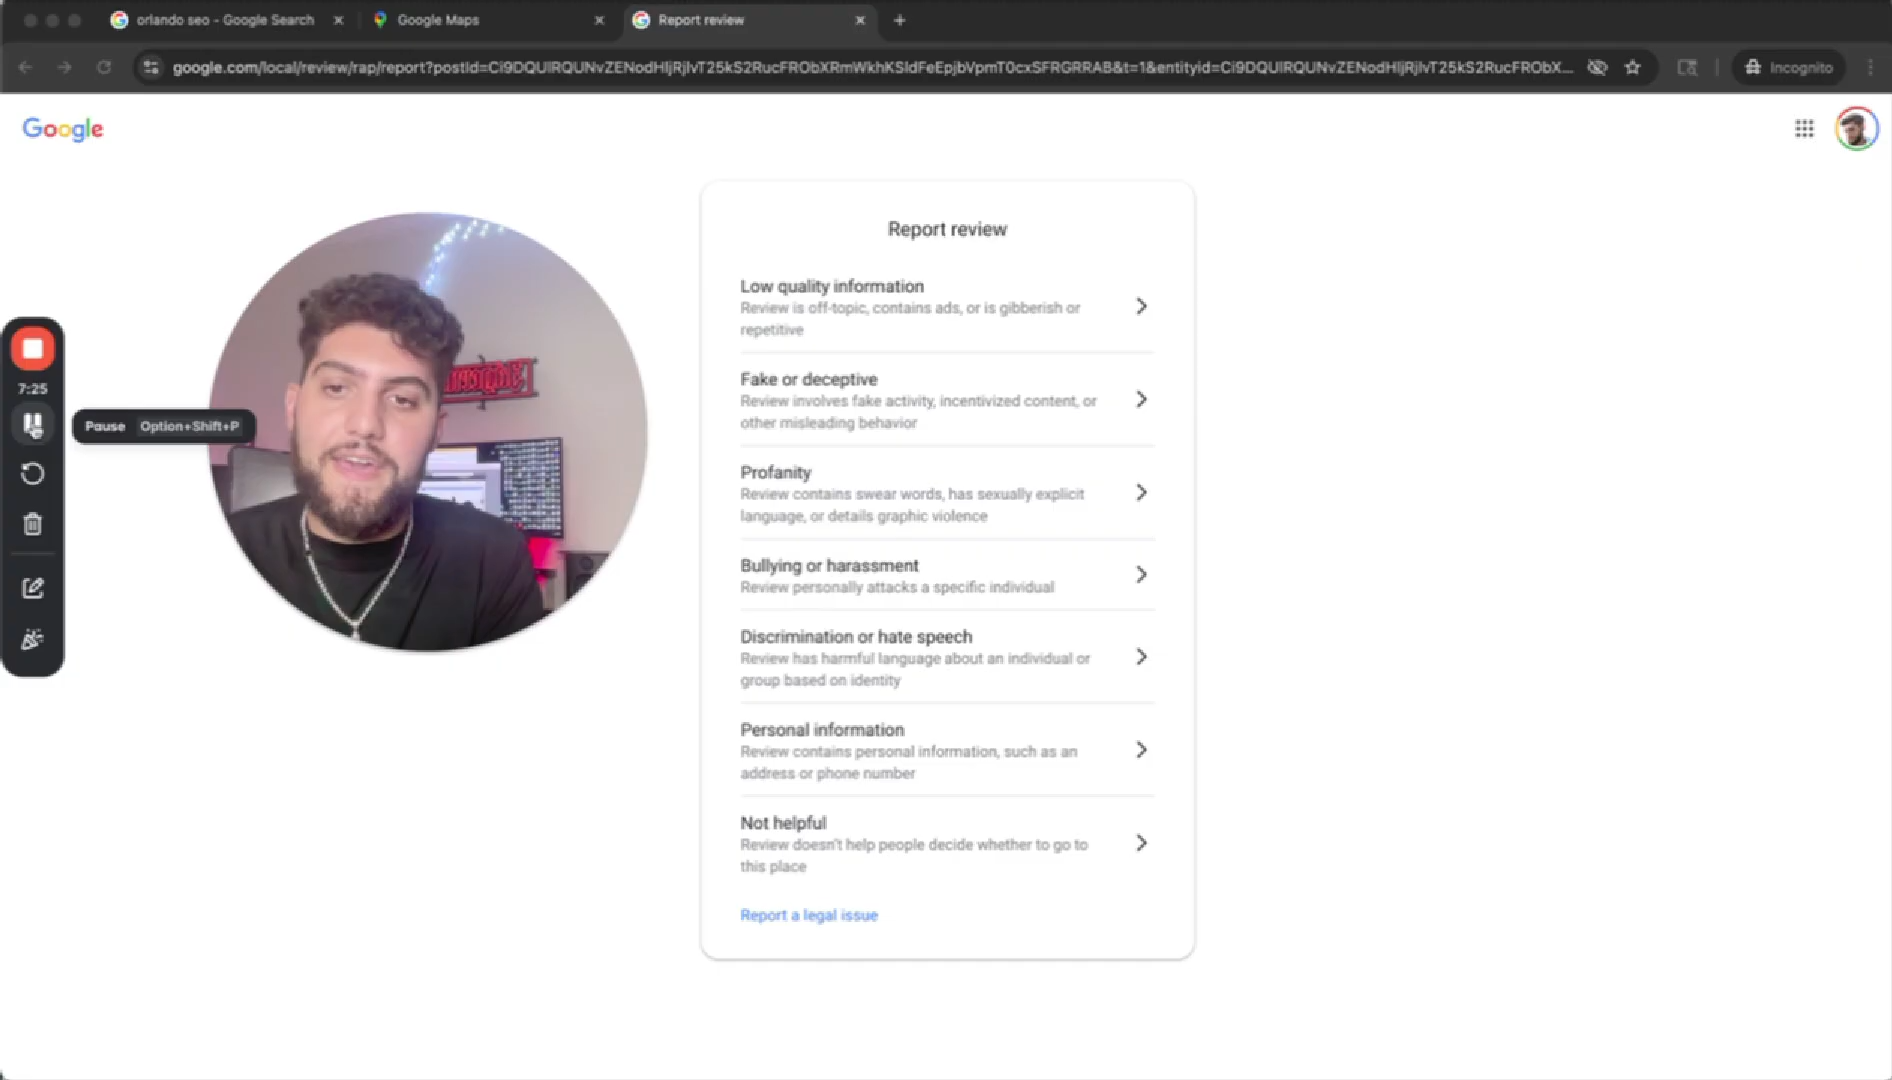 orlando seo - Google Search
Google Maps
Report review
google.com/local/review/rap/report?postId=Ci9DQUIRQUNvZENodHljRjlvT25kS2RucFRObXRmWkhKSldFeEpjbVpmT0cxSFRGRRAB&t=1&entityid=Ci9DQUIRQUNvZENodHljRjlvT25kS2RucFRObX...
Incognito
Google
Report review
Low quality information
Review is off-topic, contains ads, or is gibberish or
repetitive
Fake or deceptive
Review involves fake activity, incentivized content, or
other misleading behavior
Profanity
Review contains swear words, has sexually explicit
language, or details graphic violence
Bullying or harassment
Review personally attacks a specific individual
Discrimination or hate speech
Review has harmful language about an individual or
group based on identity
Personal information
Review contains personal information, such as an
address or phone number
Not helpful
Review doesn't help people decide whether to go to
this place
Report a legal issue
7:25
Pause Option+Shift+P